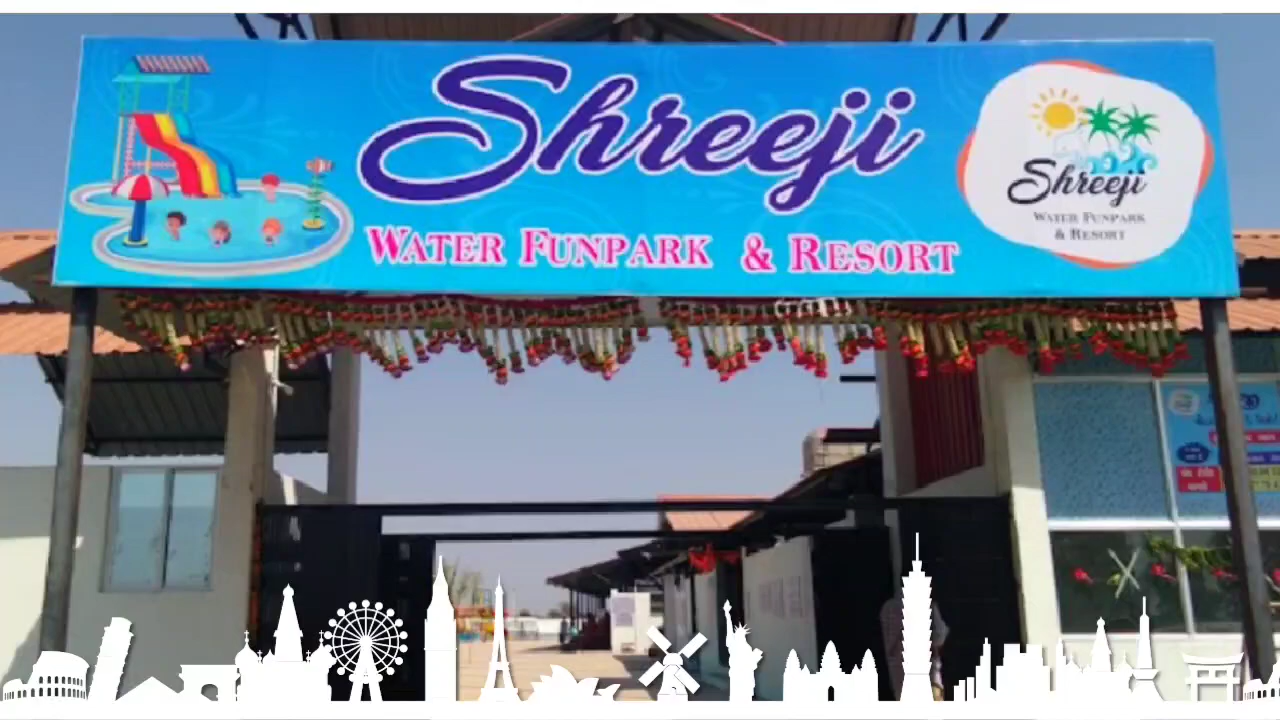 Shreeji
WATER FUNPARK & RESORT
Shreeji
WATER FUNPARK
& RESORT